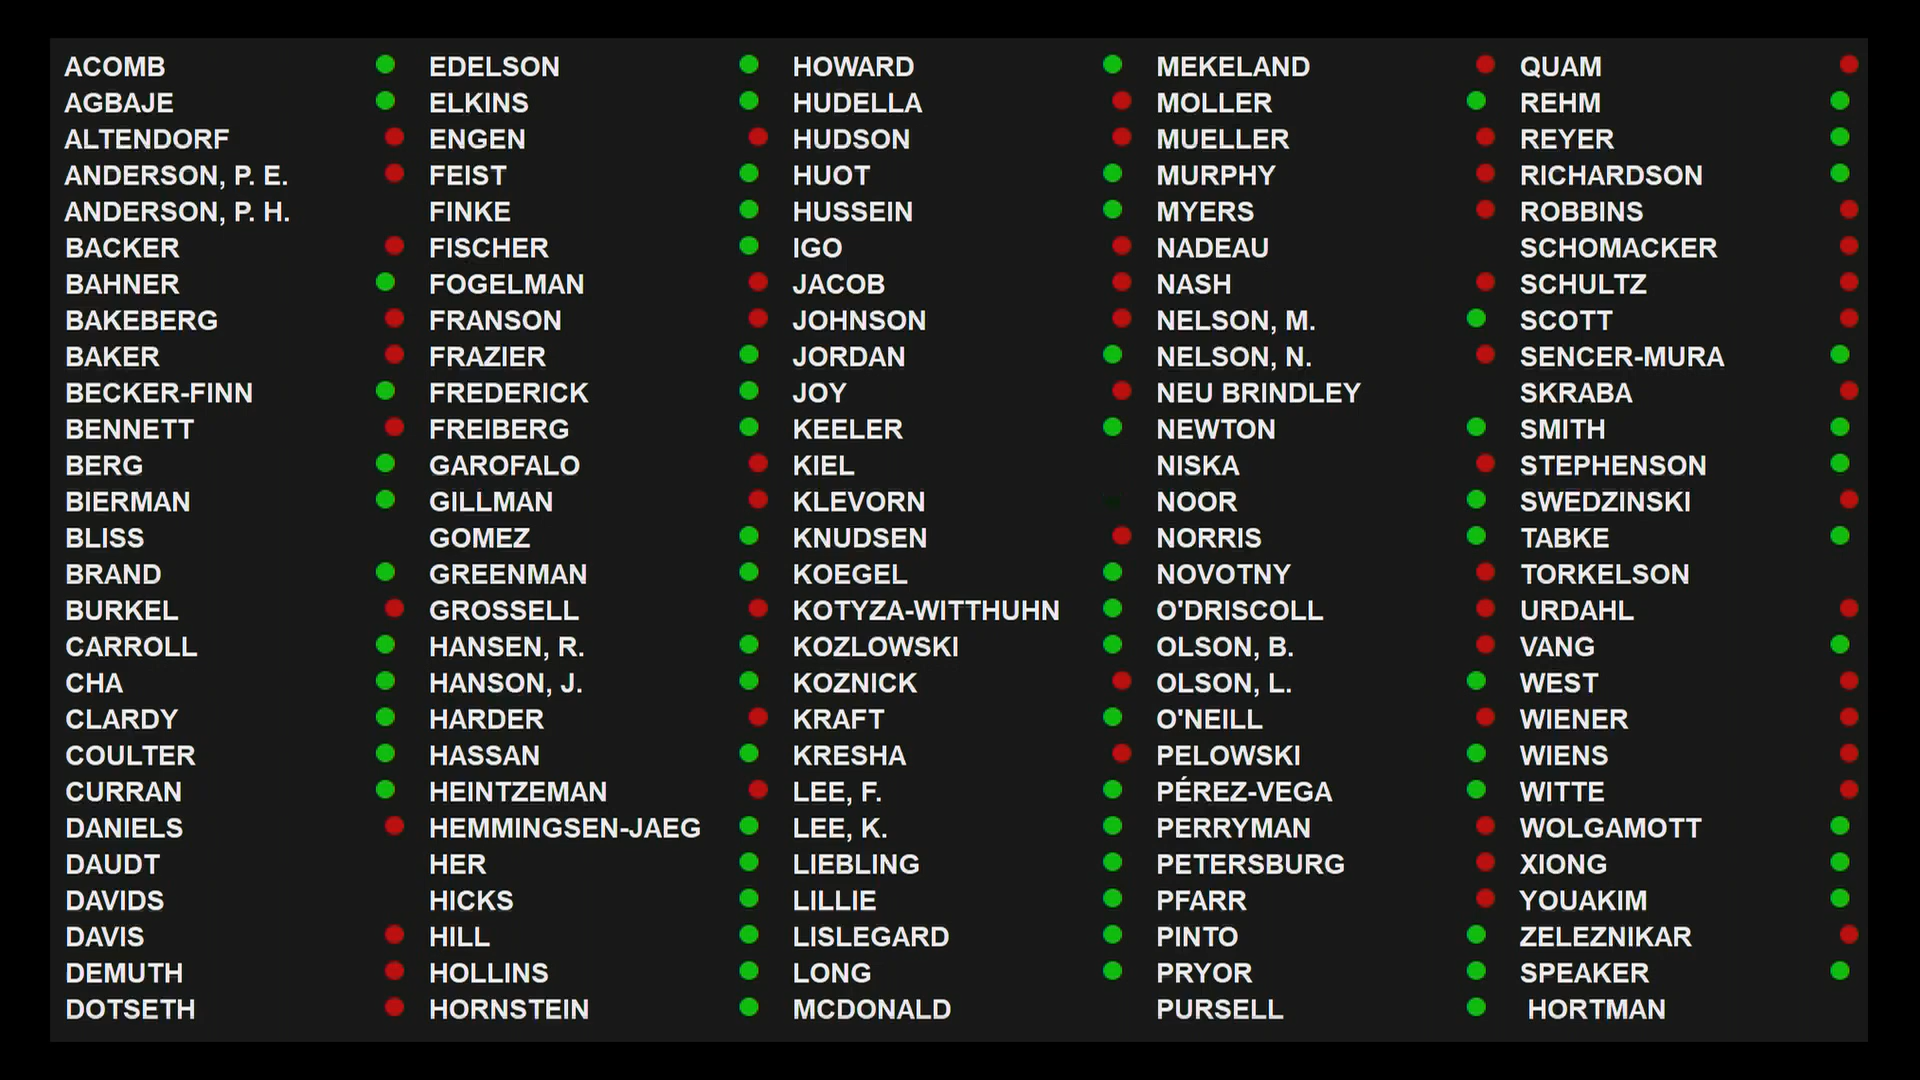 ACOMB
AGBAJE
ALTENDORF
ANDERSON, P. E.
ANDERSON, P. H.
BACKER
BAHNER
BAKEBERG
BAKER
BECKER-FINN
BENNETT
BERG
BIERMAN
BLISS
BRAND
BURKEL
CARROLL
CHA
CLARDY
COULTER
CURRAN
DANIELS
DAUDT
DAVIDS
DAVIS
DEMUTH
DOTSETH
EDELSON
ELKINS
ENGEN
FEIST
FINKE
FISCHER
FOGELMAN
FRANSON
FRAZIER
FREDERICK
FREIBERG
GAROFALO
GILLMAN
GOMEZ
GREENMAN
GROSSELL
HANSEN, R.
HANSON, J.
HARDER
HASSAN
HEINTZEMAN
HEMMINGSEN-JAEG
HER
HICKS
HILL
HOLLINS
HORNSTEIN
HOWARD
HUDELLA
HUDSON
HUOT
HUSSEIN
IGO
JACOB
JOHNSON
JORDAN
JOY
KEELER
KIEL
KLEVORN
KNUDSEN
KOEGEL
KOTYZA-WITTHUHN
KOZLOWSKI
KOZNICK
KRAFT
KRESHA
LEE, F.
LEE, K.
LIEBLING
LILLIE
LISLEGARD
LONG
MCDONALD
MEKELAND
MOLLER
MUELLER
MURPHY
MYERS
NADEAU
NASH
NELSON, M.
NELSON, N.
NEU BRINDLEY
NEWTON
NISKA
NOOR
NORRIS
NOVOTNY
O'DRISCOLL
OLSON, B.
OLSON, L.
O'NEILL
PELOWSKI
PÉREZ-VEGA
PERRYMAN
PETERSBURG
PFARR
PINTO
PRYOR
PURSELL
QUAM
REHM
REYER
RICHARDSON
ROBBINS
SCHOMACKER
SCHULTZ
SCOTT
SENCER-MURA
SKRABA
SMITH
STEPHENSON
SWEDZINSKI
TABKE
TORKELSON
URDAHL
VANG
WEST
WIENER
WIENS
WITTE
WOLGAMOTT
XIONG
YOUAKIM
ZELEZNIKAR
SPEAKER
HORTMAN